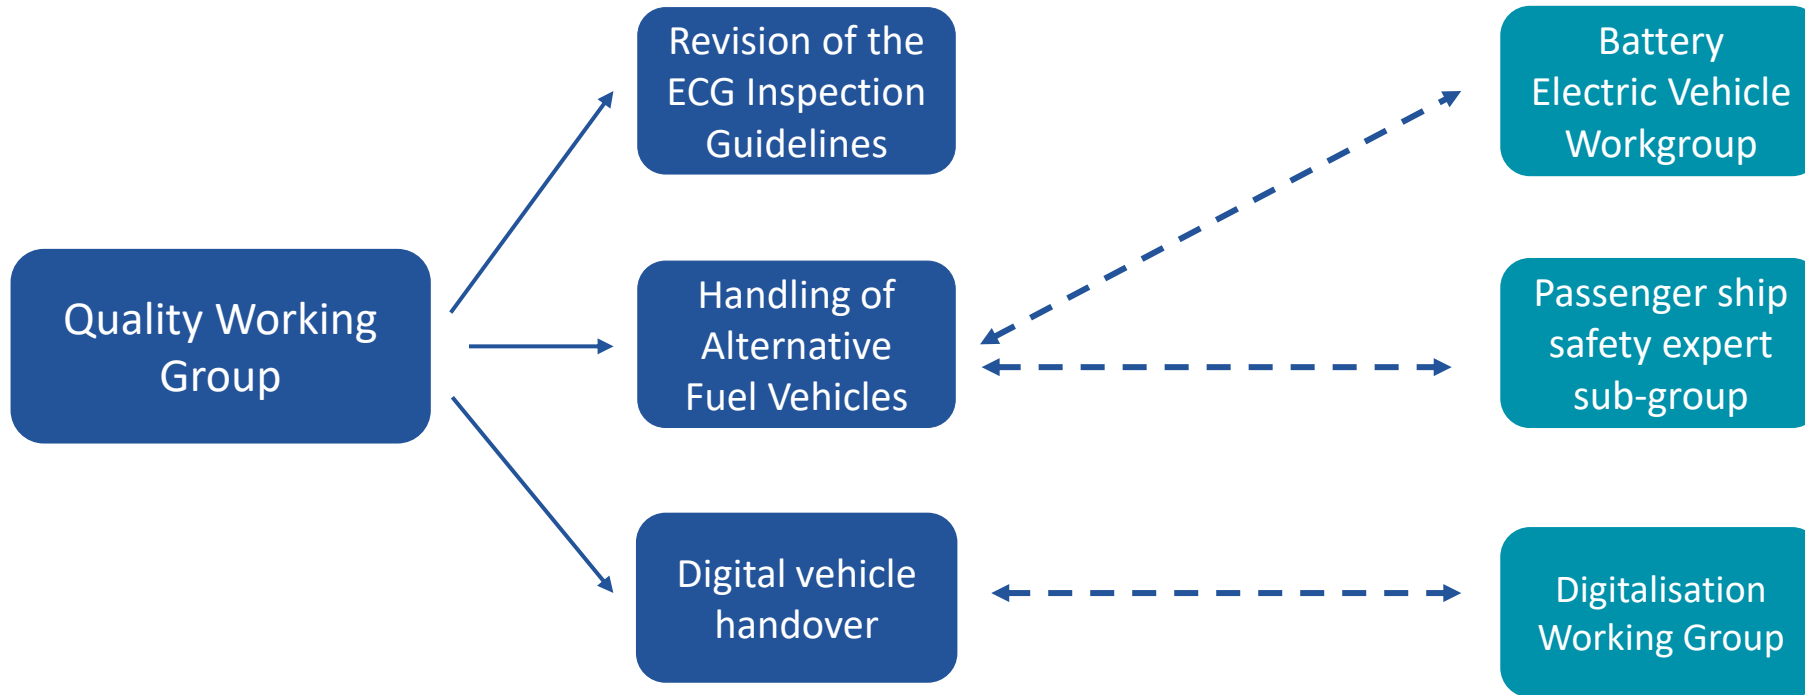 Revision of the
ECG Inspection
Guidelines
Battery
Electric Vehicle
Workgroup
Quality Working
Group
Handling of
Alternative
Fuel Vehicles
Passenger ship
safety expert
sub-group
Digital vehicle
handover
Digitalisation
Working Group